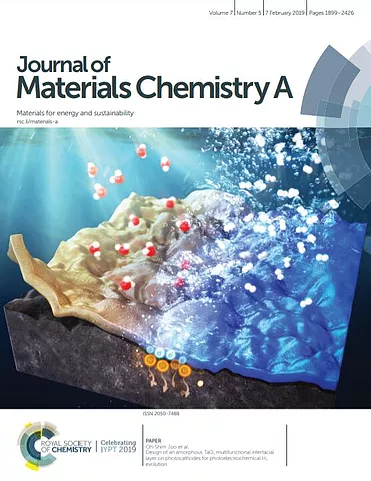 Volume 7 | Number 5 | 7 February 2019 | Pages 1899–2426
Journal of
Materials Chemistry A
Materials for energy and sustainability
rsc.li/materials-a
ISSN 2050-7488
ROYAL SOCIETY
OF CHEMISTRY
Celebrating
IYPT 2019
PAPER
Oh-Shim Joo et al.
Design of an amorphous TaOx multifunctional interfacial
layer on photocathodes for photoelectrochemical H2
evolution